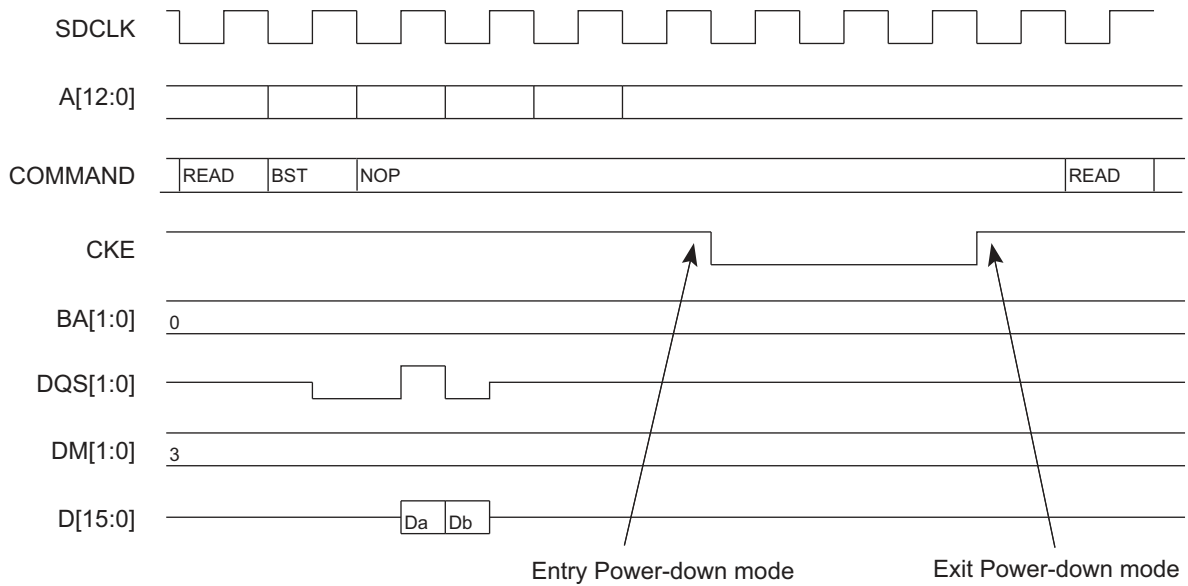 SDCLK
A[12:0]
COMMAND READ BST NOP READ
CKE
BA[1:0] 0
DQS[1:0]
DM[1:0] 3
D[15:0] Da Db
Entry Power-down mode Exit Power-down mode